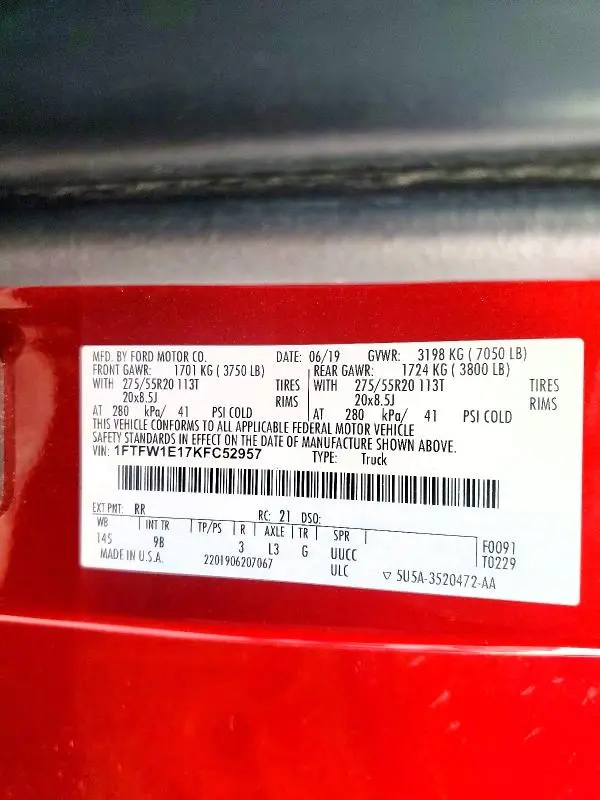 MFD. BY FORD MOTOR CO. DATE: 06/19 GVWR: 3198 KG ( 7050 LB)
FRONT GAWR: 1701 KG ( 3750 LB) REAR GAWR: 1724 KG ( 3800 LB)
WITH 275/55R20 113T TIRES WITH 275/55R20 113T TIRES
20x8.5J RIMS 20x8.5J RIMS
AT 280 kPa/ 41 PSI COLD AT 280 kPa/ 41 PSI COLD
THIS VEHICLE CONFORMS TO ALL APPLICABLE FEDERAL MOTOR VEHICLE
SAFETY STANDARDS IN EFFECT ON THE DATE OF MANUFACTURE SHOWN ABOVE.
VIN: 1FTFW1E17KFC52957 TYPE: Truck
EXT PNT: RR RC: 21 DSO:
WB INT TR TP/PS R AXLE TR SPR
145 9B 3 L3 G UUCC F0091
ULC T0229
MADE IN U.S.A. 2201906207067 ▽ 5U5A-3520472-AA